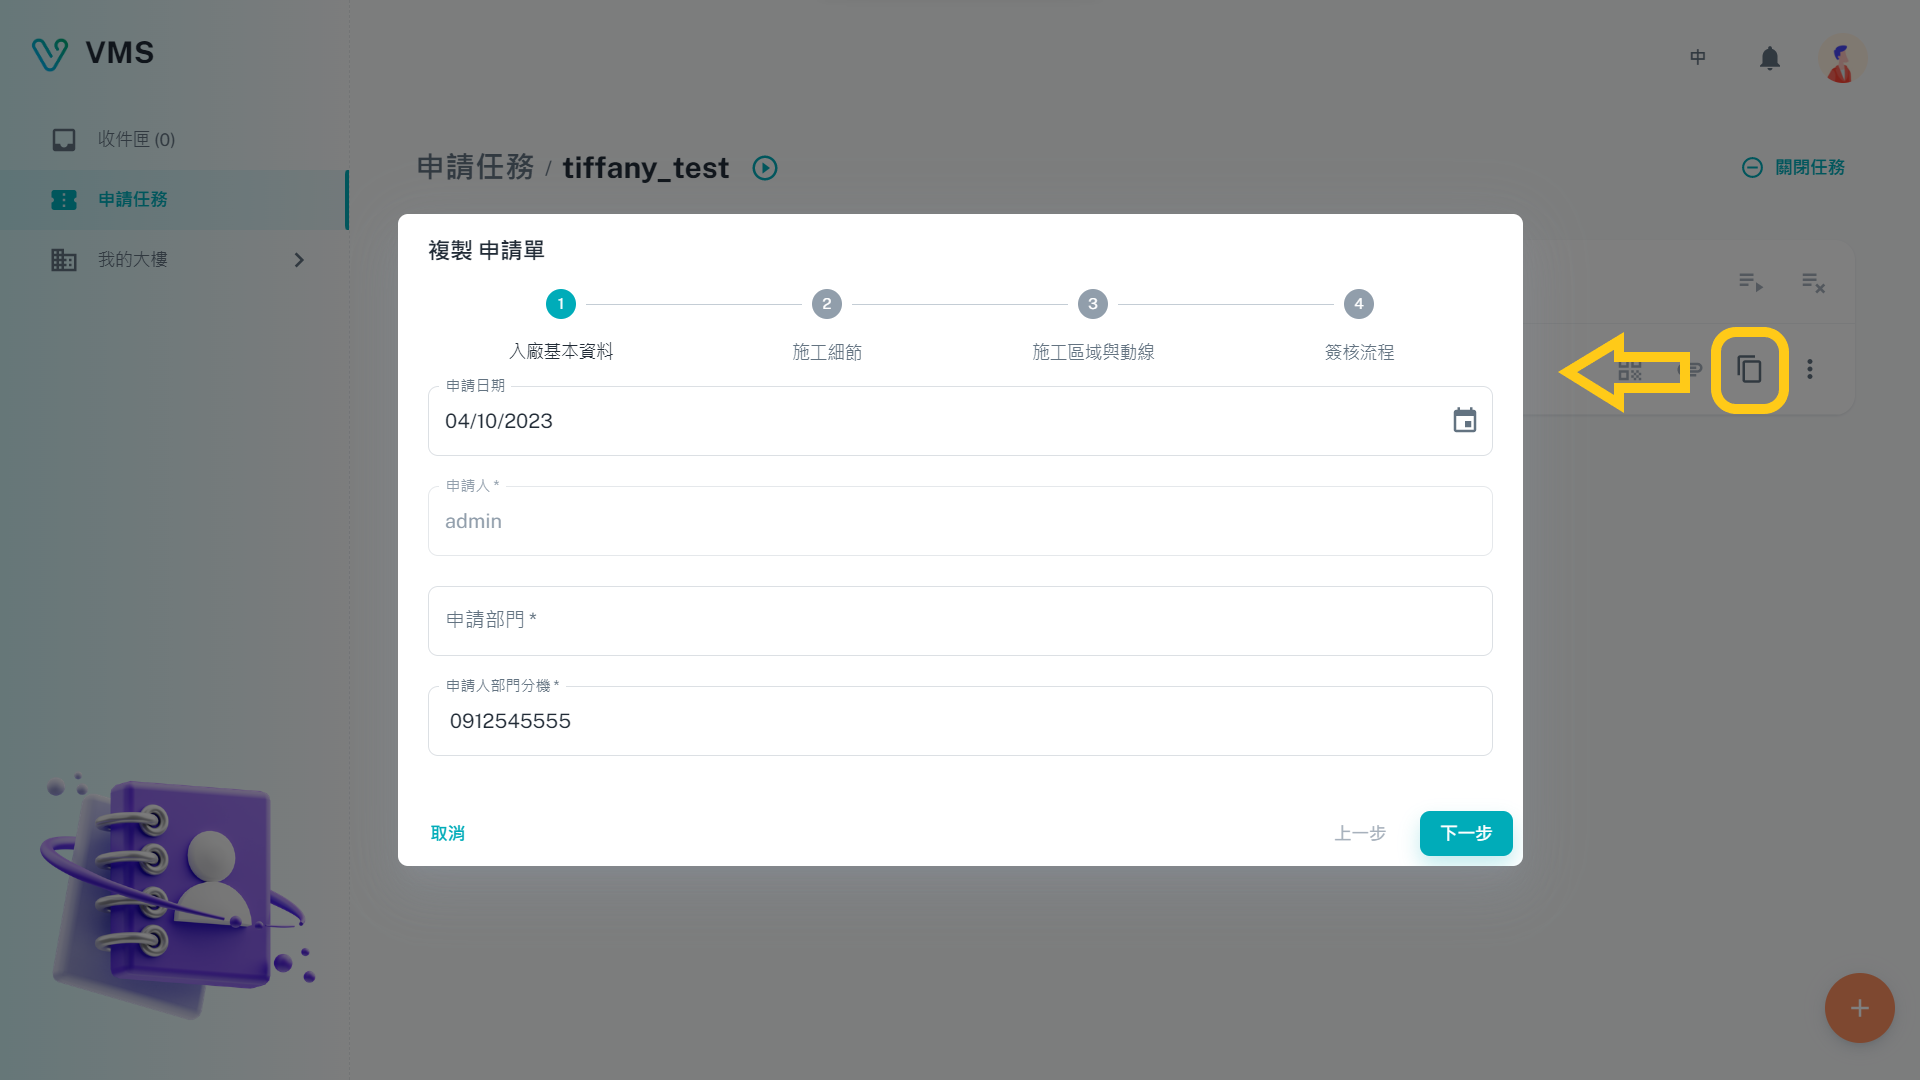 VMS
中
收件匣 (0)
申請任務
我的大樓
申請任務 / tiffany_test
關閉任務
複製 申請單
1
2
3
4
入廠基本資料
施工細節
施工區域與動線
簽核流程
申請日期
04/10/2023
申請人 *
admin
申請部門 *
申請人部門分機 *
0912545555
取消
上一步
下一步